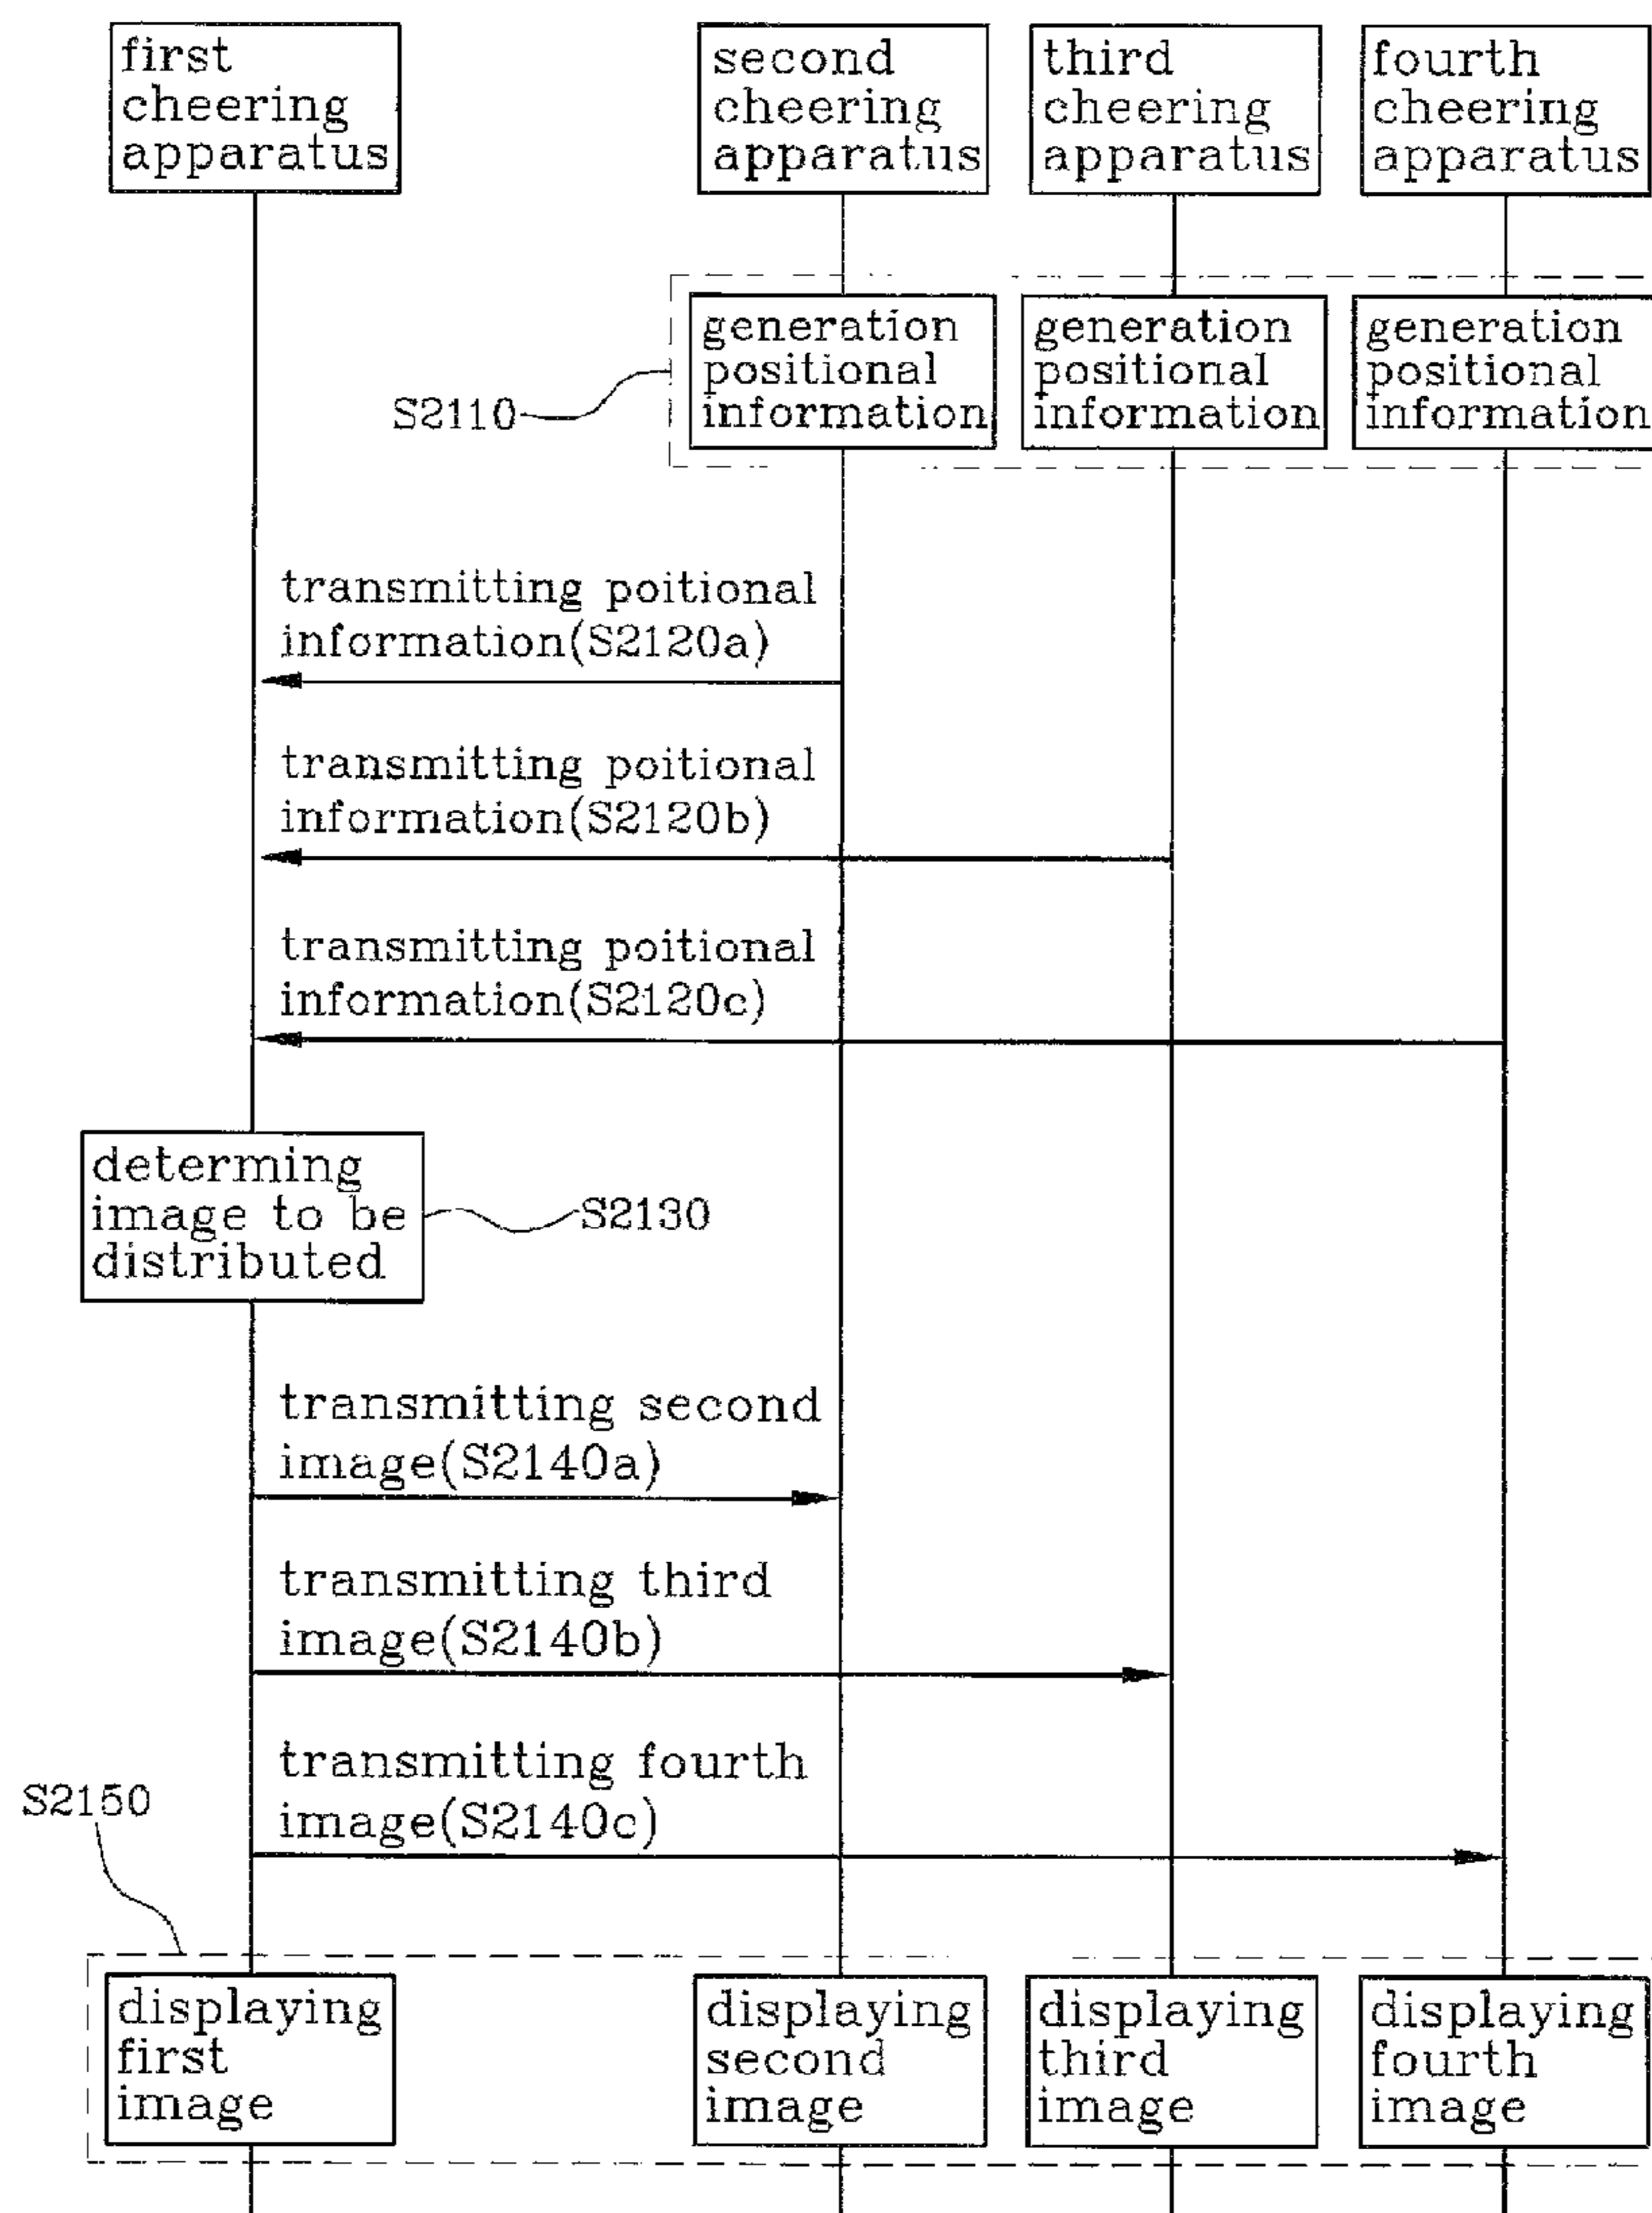 first
cheering
apparatus
second
cheering
apparatus
third
cheering
apparatus
fourth
cheering
apparatus
generation
positional
information
generation
positional
information
generation
positional
information
S2110
transmitting poitional
information(S2120a)
transmitting poitional
information(S2120b)
transmitting poitional
information(S2120c)
determing
image to be
distributed
S2130
transmitting second
image(S2140a)
transmitting third
image(S2140b)
transmitting fourth
image(S2140c)
S2150
displaying
first
image
displaying
second
image
displaying
third
image
displaying
fourth
image